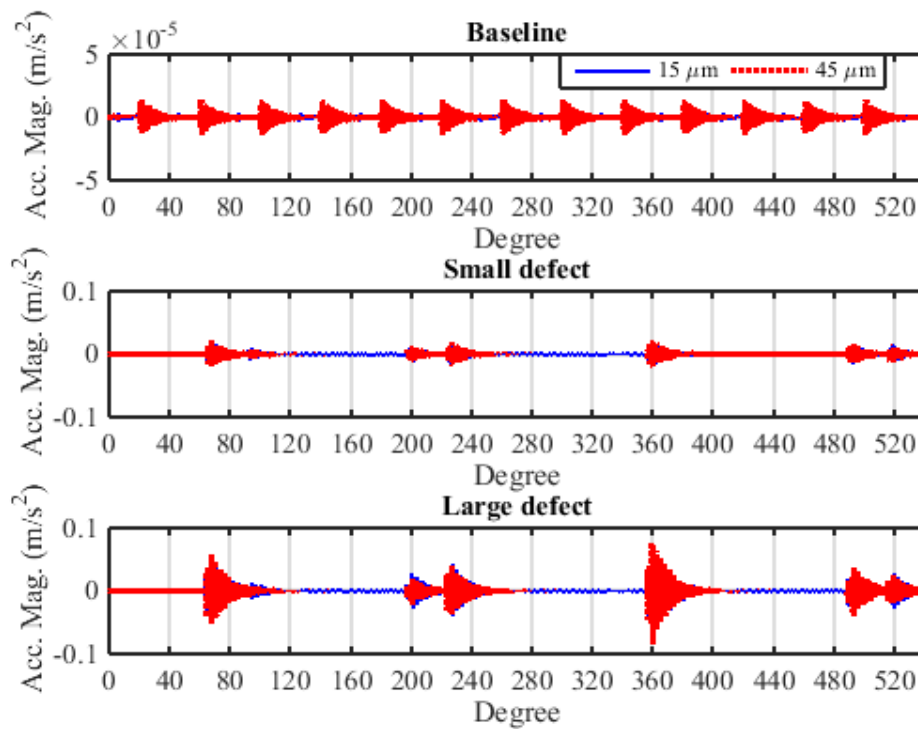 ×10⁻⁵
Baseline
Acc. Mag. (m/s²)
5
0
-5
15 μm
45 μm
0 40 80 120 160 200 240 280 320 360 400 440 480 520
Degree
Small defect
Acc. Mag. (m/s²)
0.1
0
-0.1
0 40 80 120 160 200 240 280 320 360 400 440 480 520
Degree
Large defect
Acc. Mag. (m/s²)
0.1
0
-0.1
0 40 80 120 160 200 240 280 320 360 400 440 480 520
Degree